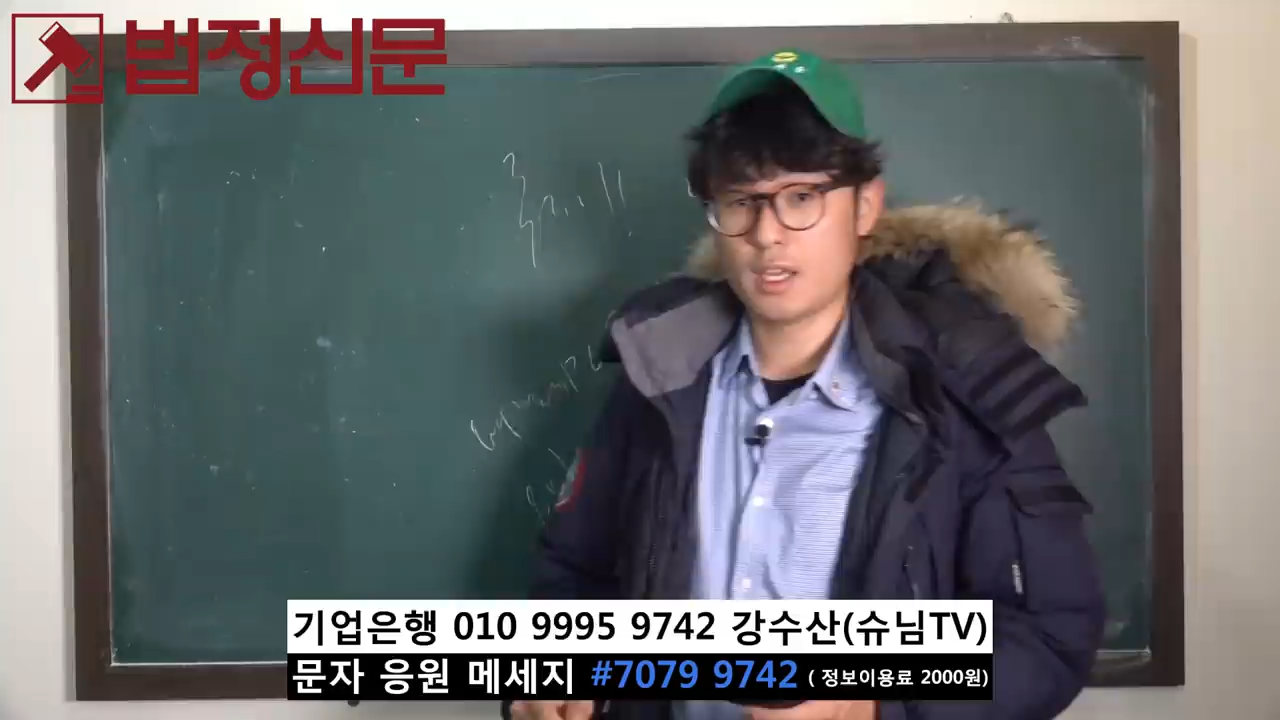 법정신문
기업은행 010 9995 9742 강수산(슈님TV)
문자 응원 메세지 #7079 9742 ( 정보이용료 2000원)